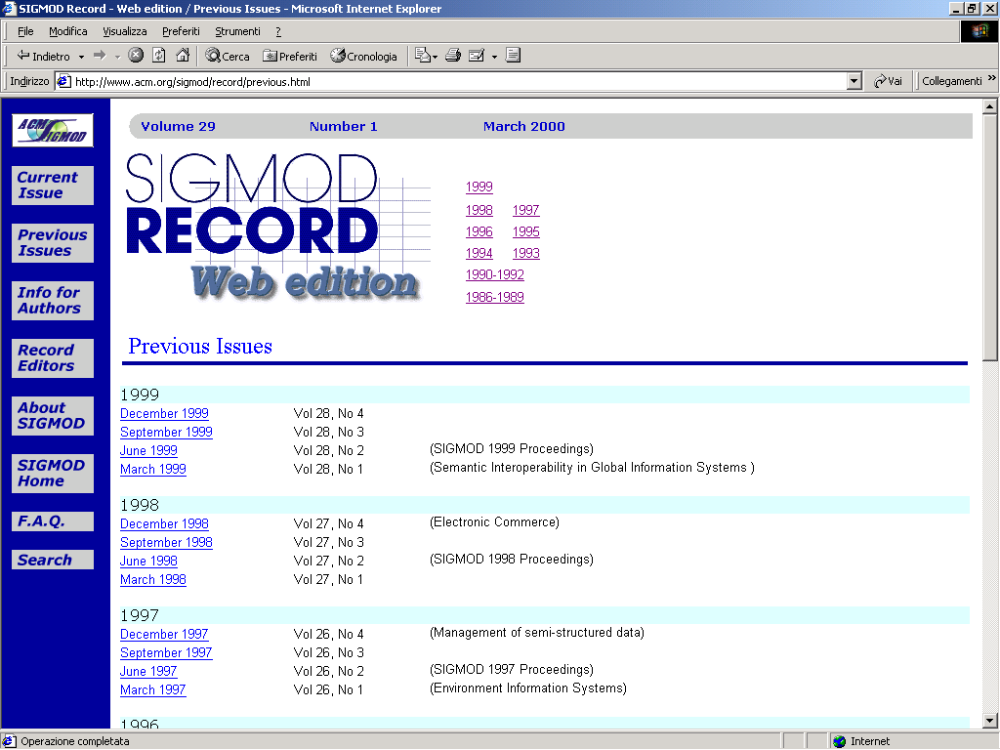 SIGMOD Record - Web edition / Previous Issues - Microsoft Internet Explorer
File Modifica Visualizza Preferiti Strumenti ?
Indietro Cerca Preferiti Cronologia
Indirizzo http://www.acm.org/sigmod/record/previous.html Vai Collegamenti »
ACM SIGMOD
Current
Issue
Previous
Issues
Info for
Authors
Record
Editors
About
SIGMOD
SIGMOD
Home
F.A.Q.
Search
Volume 29 Number 1 March 2000
SIGMOD
RECORD
Web edition
1999
1998 1997
1996 1995
1994 1993
1990-1992
1986-1989
Previous Issues
1999
December 1999 Vol 28, No 4
September 1999 Vol 28, No 3
June 1999 Vol 28, No 2 (SIGMOD 1999 Proceedings)
March 1999 Vol 28, No 1 (Semantic Interoperability in Global Information Systems )
1998
December 1998 Vol 27, No 4 (Electronic Commerce)
September 1998 Vol 27, No 3
June 1998 Vol 27, No 2 (SIGMOD 1998 Proceedings)
March 1998 Vol 27, No 1
1997
December 1997 Vol 26, No 4 (Management of semi-structured data)
September 1997 Vol 26, No 3
June 1997 Vol 26, No 2 (SIGMOD 1997 Proceedings)
March 1997 Vol 26, No 1 (Environment Information Systems)
1996
Operazione completata Internet